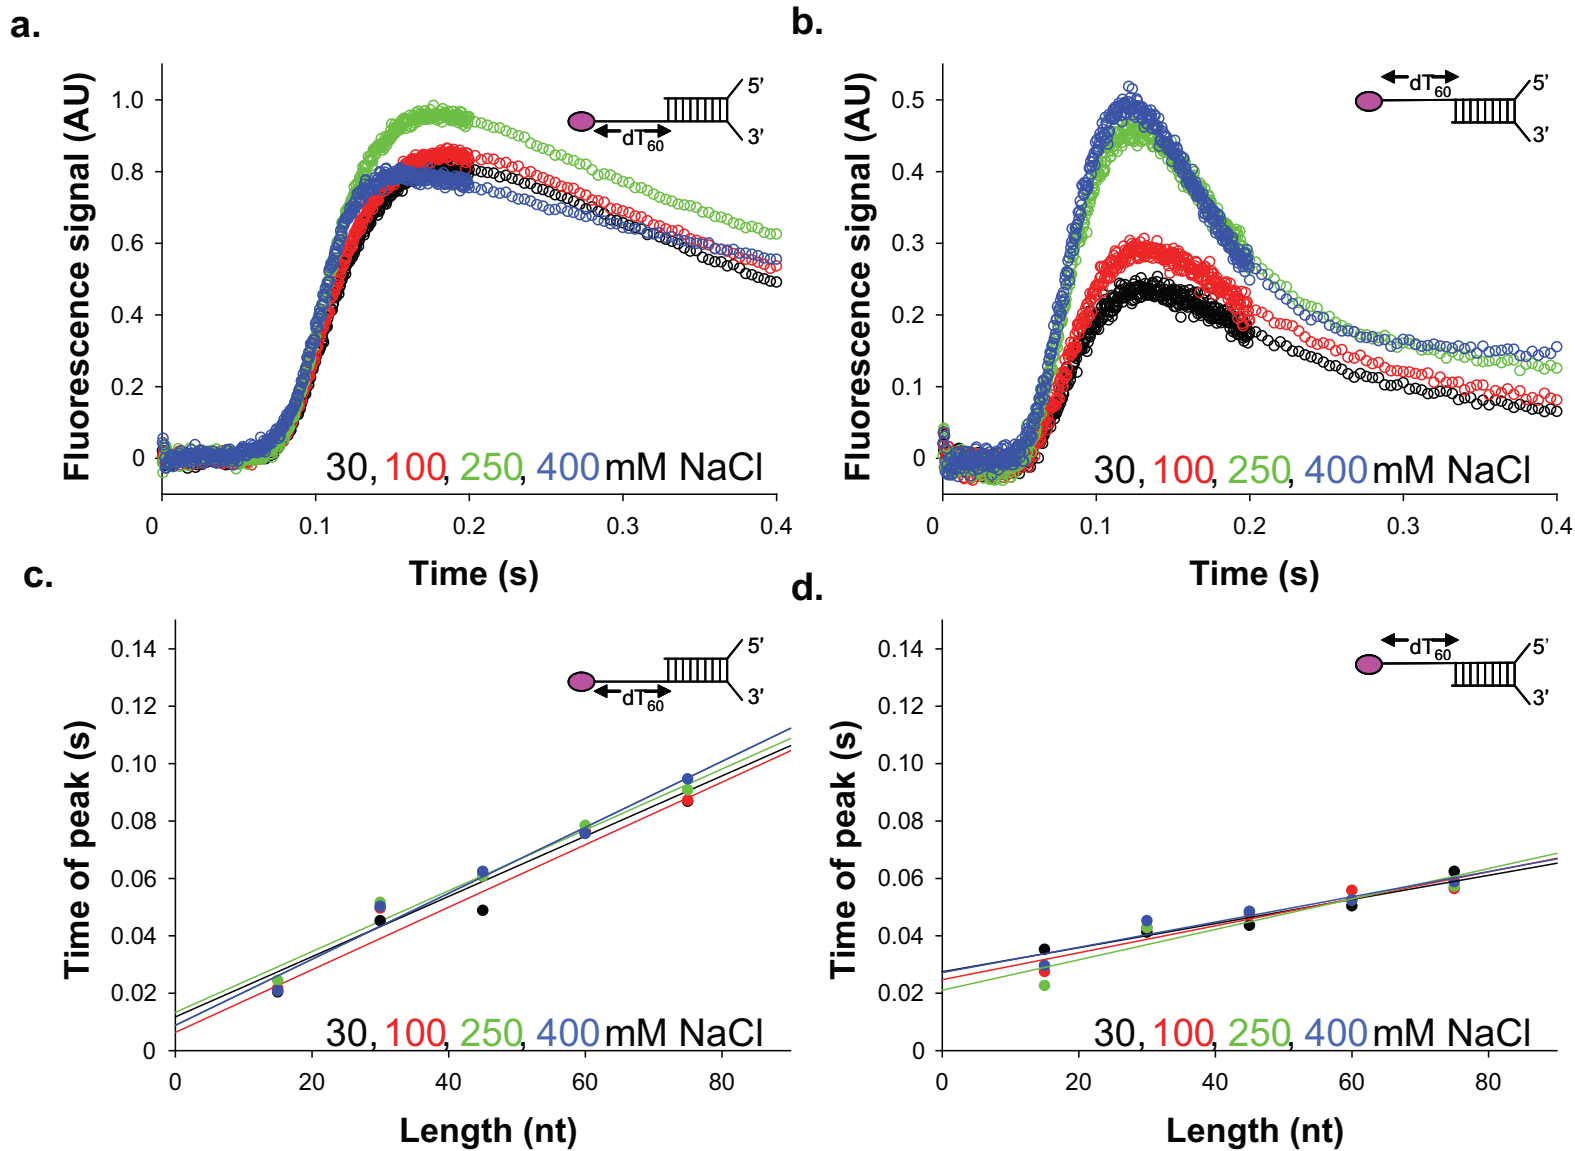 a.
Fluorescence signal (AU)
1.0
0.8
0.6
0.4
0.2
0
5'
3'
dT60
30, 100, 250, 400 mM NaCl
0 0.1 0.2 0.3 0.4
Time (s)
b.
Fluorescence signal (AU)
0.5
0.4
0.3
0.2
0.1
0
dT60
5'
3'
30, 100, 250, 400 mM NaCl
0 0.1 0.2 0.3 0.4
Time (s)
c.
Time of peak (s)
0.14
0.12
0.10
0.08
0.06
0.04
0.02
0
5'
3'
dT60
30, 100, 250, 400 mM NaCl
0 20 40 60 80
Length (nt)
d.
Time of peak (s)
0.14
0.12
0.10
0.08
0.06
0.04
0.02
0
dT60
5'
3'
30, 100, 250, 400 mM NaCl
0 20 40 60 80
Length (nt)